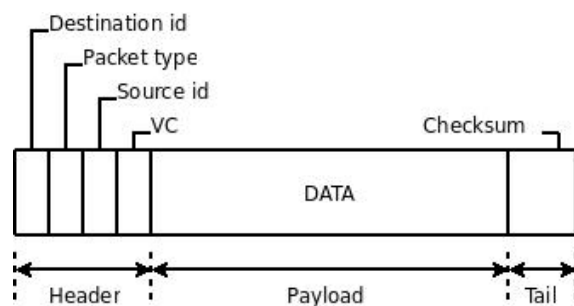 Destination id
Packet type
Source id
VC
Checksum
DATA
Header
Payload
Tail